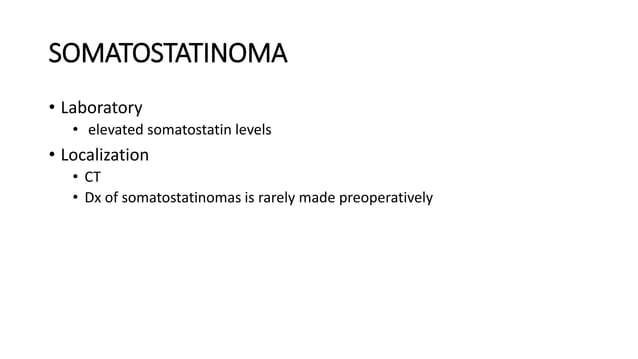 SOMATOSTATINOMA
• Laboratory
• elevated somatostatin levels
• Localization
• CT
• Dx of somatostatinomas is rarely made preoperatively